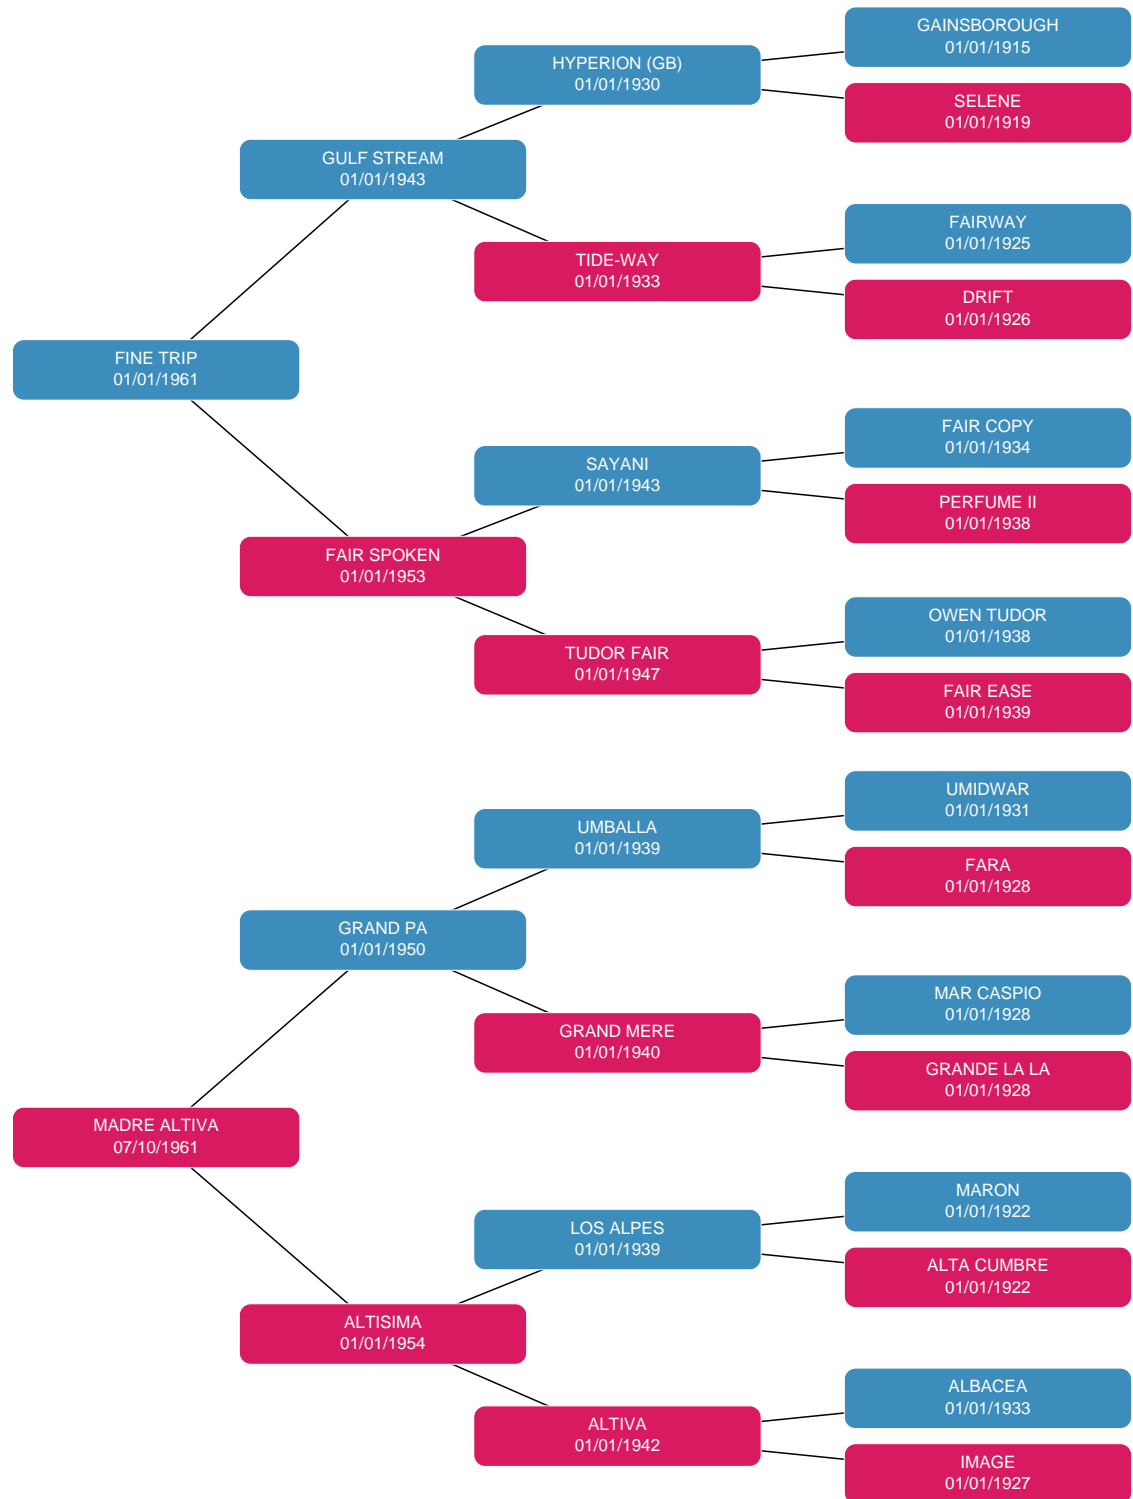 GAINSBOROUGH
01/01/1915
HYPERION (GB)
01/01/1930
SELENE
01/01/1919
GULF STREAM
01/01/1943
FAIRWAY
01/01/1925
TIDE-WAY
01/01/1933
DRIFT
01/01/1926
FINE TRIP
01/01/1961
FAIR COPY
01/01/1934
SAYANI
01/01/1943
PERFUME II
01/01/1938
FAIR SPOKEN
01/01/1953
OWEN TUDOR
01/01/1938
TUDOR FAIR
01/01/1947
FAIR EASE
01/01/1939
UMIDWAR
01/01/1931
UMBALLA
01/01/1939
FARA
01/01/1928
GRAND PA
01/01/1950
MAR CASPIO
01/01/1928
GRAND MERE
01/01/1940
GRANDE LA LA
01/01/1928
MADRE ALTIVA
07/10/1961
MARON
01/01/1922
LOS ALPES
01/01/1939
ALTA CUMBRE
01/01/1922
ALTISIMA
01/01/1954
ALBACEA
01/01/1933
ALTIVA
01/01/1942
IMAGE
01/01/1927